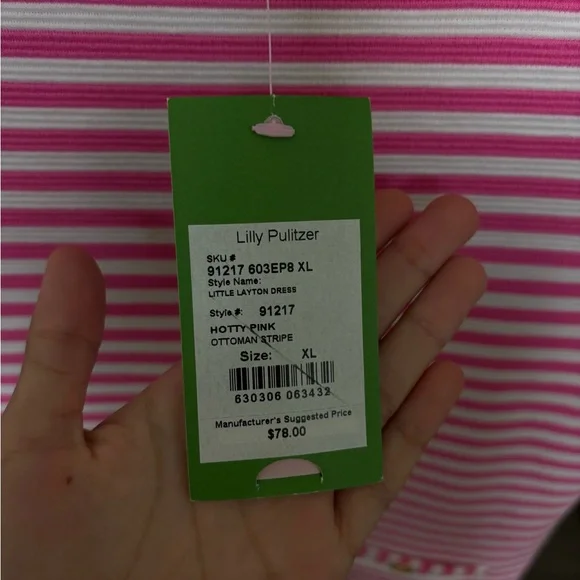 Lilly Pulitzer
SKU #
91217 603EP8 XL
Style Name:
LITTLE LAYTON DRESS
Style #: 91217
HOTTY PINK
OTTOMAN STRIPE
Size: XL
630306 063432
Manufacturer's Suggested Price
$78.00